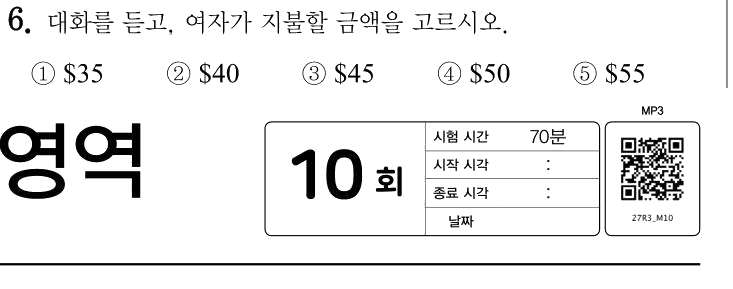 6. 대화를 듣고, 여자가 지불할 금액을 고르시오.
① $35 ② $40 ③ $45 ④ $50 ⑤ $55
영역
10 회
시험 시간 70분
시작 시각 :
종료 시각 :
날짜
MP3
27R3_M10